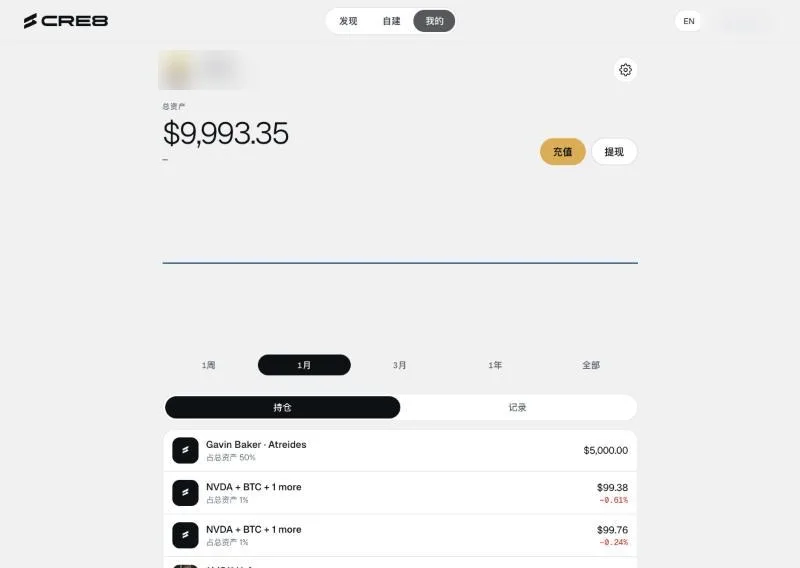 CRE8
发现 自建 我的
EN
总资产
$9,993.35
–
充值 提现
1周 1月 3月 1年 全部
持仓 记录
Gavin Baker · Atreides
占总资产 50%
$5,000.00
NVDA + BTC + 1 more
占总资产 1%
$99.38
-0.61%
NVDA + BTC + 1 more
占总资产 1%
$99.76
-0.24%